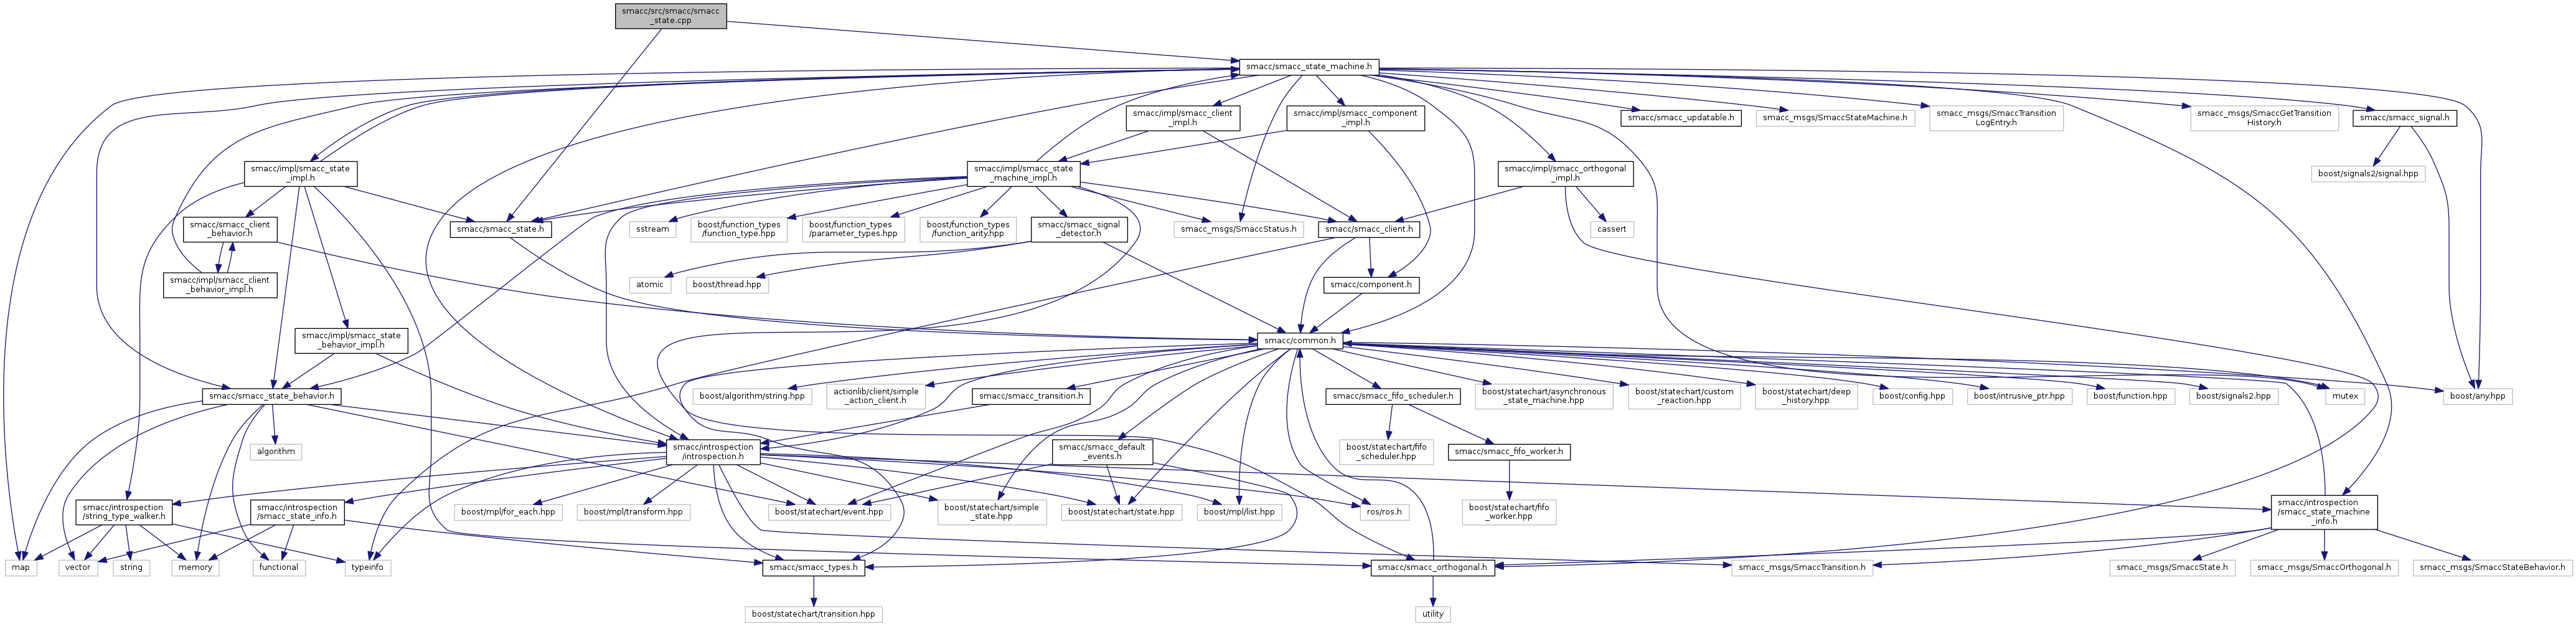 smacc/src/smacc/smacc
_state.cpp
smacc/smacc_state_machine.h
smacc/impl/smacc_client
_impl.h
smacc/impl/smacc_component
_impl.h
smacc/smacc_updatable.h
smacc_msgs/SmaccStateMachine.h
smacc_msgs/SmaccTransition
LogEntry.h
smacc_msgs/SmaccGetTransition
History.h
smacc/smacc_signal.h
smacc/impl/smacc_state
_impl.h
smacc/impl/smacc_state
_machine_impl.h
smacc/impl/smacc_orthogonal
_impl.h
boost/signals2/signal.hpp
smacc/smacc_client
_behavior.h
smacc/smacc_state.h
sstream
boost/function_types
/function_type.hpp
boost/function_types
/parameter_types.hpp
boost/function_types
/function_arity.hpp
smacc/smacc_signal
_detector.h
smacc_msgs/SmaccStatus.h
smacc/smacc_client.h
cassert
smacc/impl/smacc_client
_behavior_impl.h
atomic
boost/thread.hpp
smacc/component.h
smacc/impl/smacc_state
_behavior_impl.h
smacc/common.h
smacc/smacc_state_behavior.h
boost/algorithm/string.hpp
actionlib/client/simple
_action_client.h
smacc/smacc_transition.h
smacc/smacc_fifo_scheduler.h
boost/statechart/asynchronous
_state_machine.hpp
boost/statechart/custom
_reaction.hpp
boost/statechart/deep
_history.hpp
boost/config.hpp
boost/intrusive_ptr.hpp
boost/function.hpp
boost/signals2.hpp
mutex
boost/any.hpp
algorithm
smacc/introspection
/introspection.h
smacc/smacc_default
_events.h
boost/statechart/fifo
_scheduler.hpp
smacc/smacc_fifo_worker.h
smacc/introspection
/string_type_walker.h
smacc/introspection
/smacc_state_info.h
boost/mpl/for_each.hpp
boost/mpl/transform.hpp
boost/statechart/event.hpp
boost/statechart/simple
_state.hpp
boost/statechart/state.hpp
boost/mpl/list.hpp
ros/ros.h
boost/statechart/fifo
_worker.hpp
smacc/introspection
/smacc_state_machine
_info.h
map
vector
string
memory
functional
typeinfo
smacc/smacc_types.h
smacc/smacc_orthogonal.h
smacc_msgs/SmaccTransition.h
smacc_msgs/SmaccState.h
smacc_msgs/SmaccOrthogonal.h
smacc_msgs/SmaccStateBehavior.h
boost/statechart/transition.hpp
utility